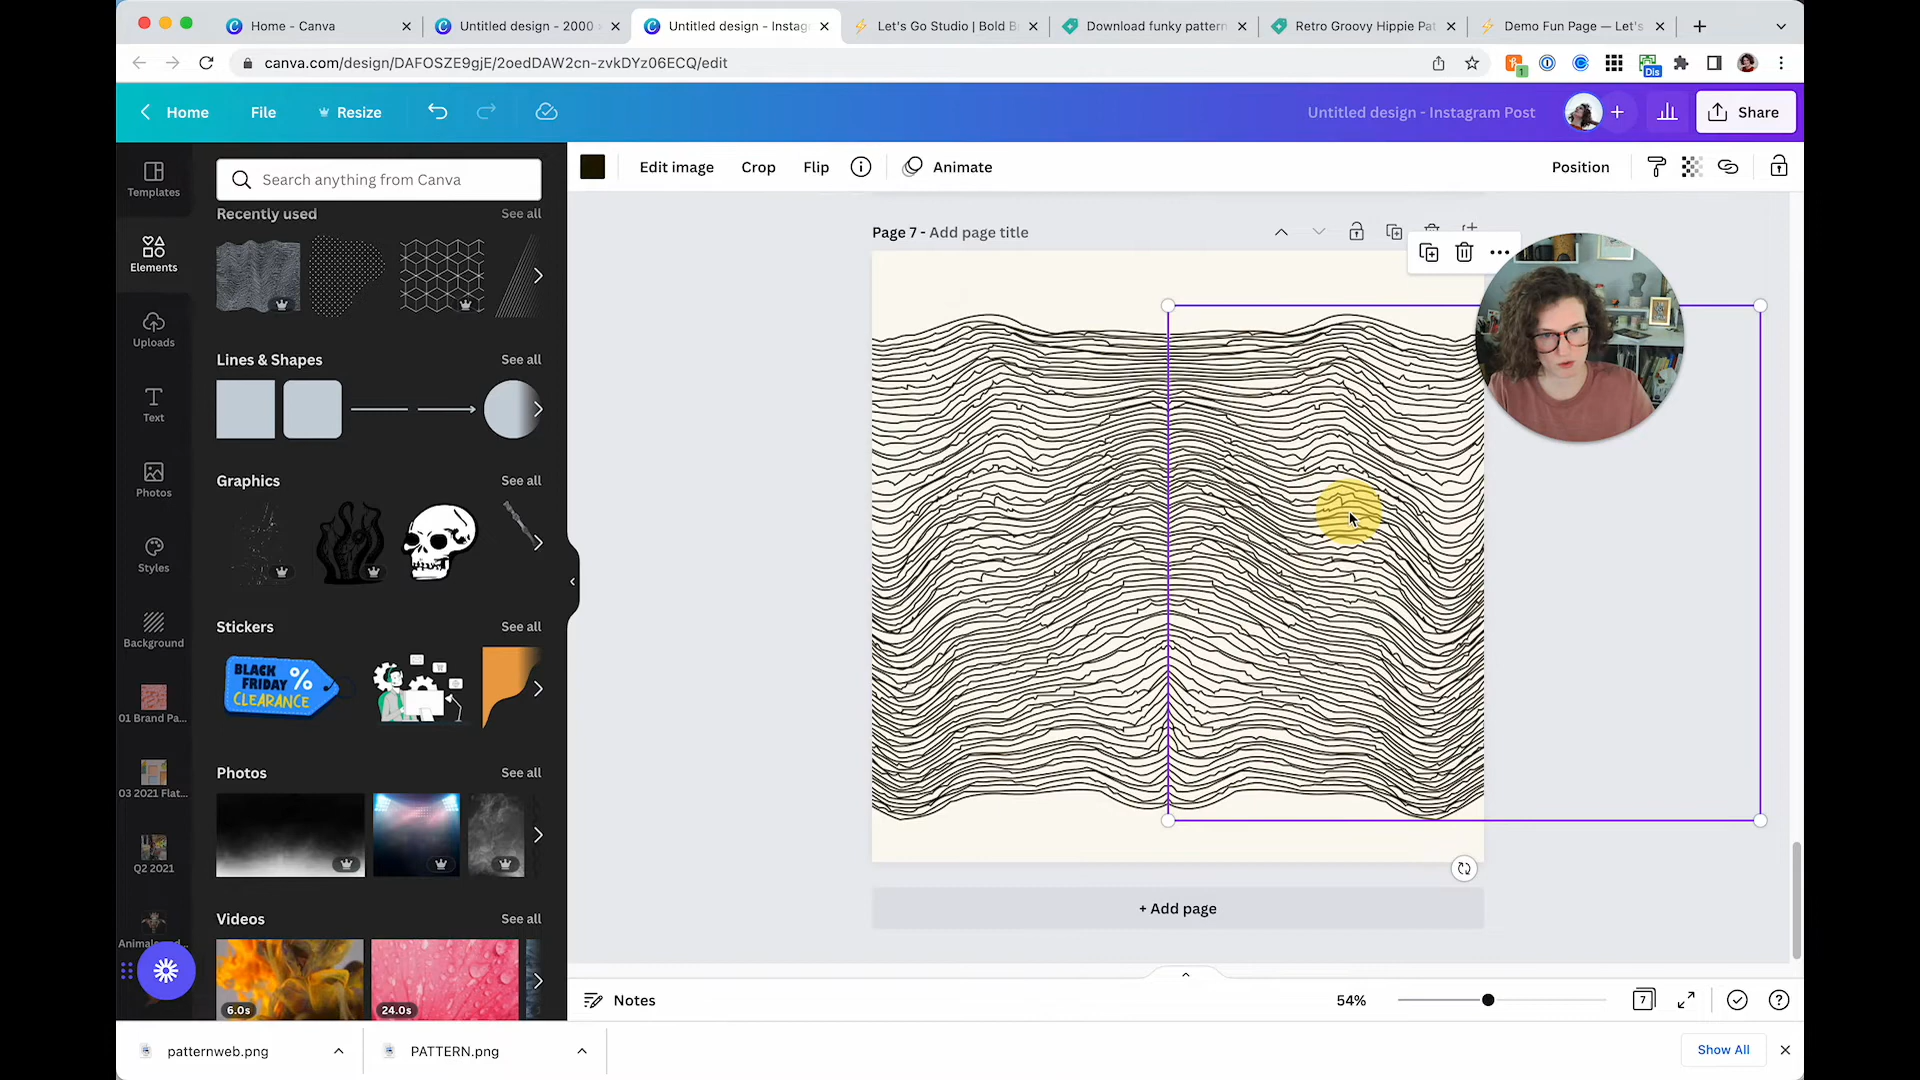 Home - Canva
Untitled design - 2000
Untitled design - Instag
Let's Go Studio | Bold B
Download funky pattern
Retro Groovy Hippie Pat
Demo Fun Page — Let's
canva.com/design/DAFOSZE9gjE/2oedDAW2cn-zvkDYz06ECQ/edit
1
Dis
Home
File
Resize
Untitled design - Instagram Post
Share
Templates
Search anything from Canva
Edit image
Crop
Flip
Animate
Position
Recently used
See all
Page 7 - Add page title
Elements
Uploads
Lines & Shapes
See all
Text
Graphics
See all
Photos
Styles
Stickers
See all
Background
BLACK
FRIDAY %
CLEARANCE
01 Brand Pa...
Photos
See all
03 2021 Flat...
Q2 2021
Videos
See all
+ Add page
6.0s
24.0s
Notes
54%
7
patternweb.png
PATTERN.png
Show All